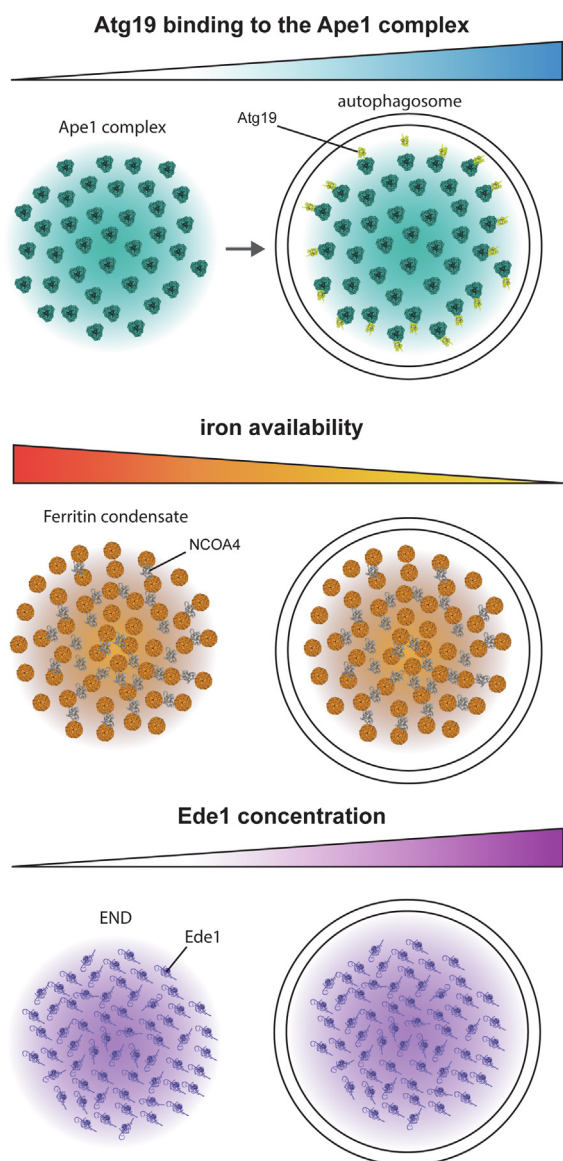 Atg19 binding to the Ape1 complex
autophagosome
Atg19
Ape1 complex
iron availability
Ferritin condensate
NCOA4
Ede1 concentration
END
Ede1